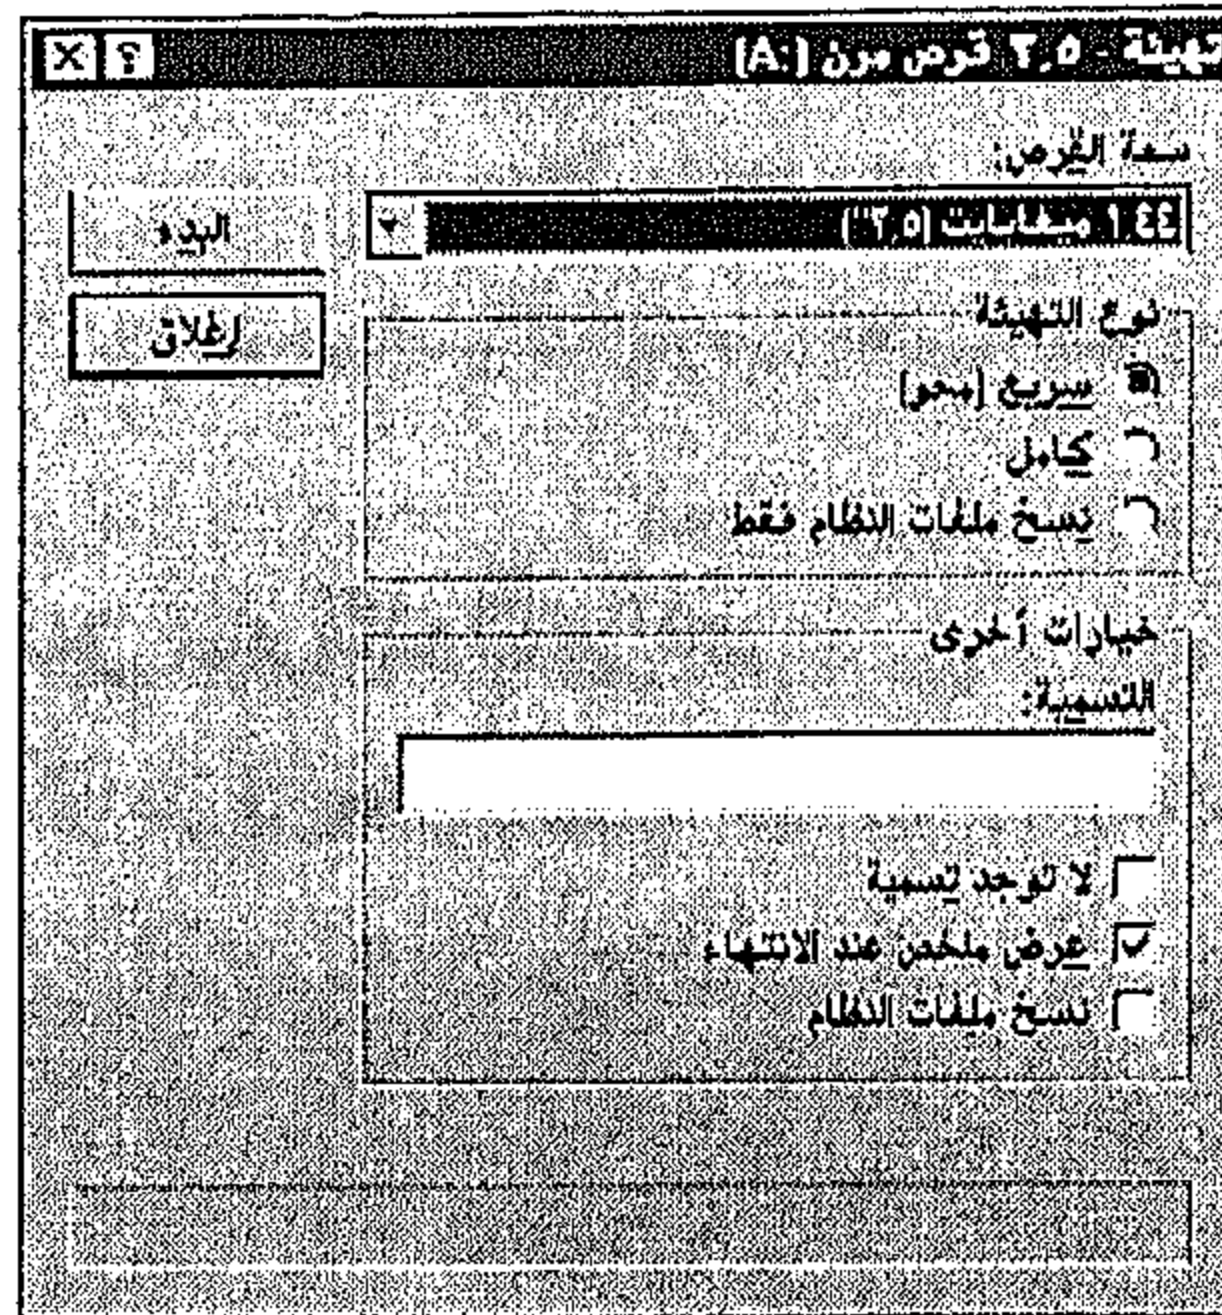 تهيئة - ٣,٥ قرص مرن (A:)
سعة القرص:
١,٤٤ ميغابايت (٣,٥")
البدء
إغلاق
نوع التهيئة
سريع (محو)
كامل
نسخ ملفات النظام فقط
خيارات أخرى
التسمية:
لا توجد تسمية
عرض ملخص عند الانتهاء
نسخ ملفات النظام